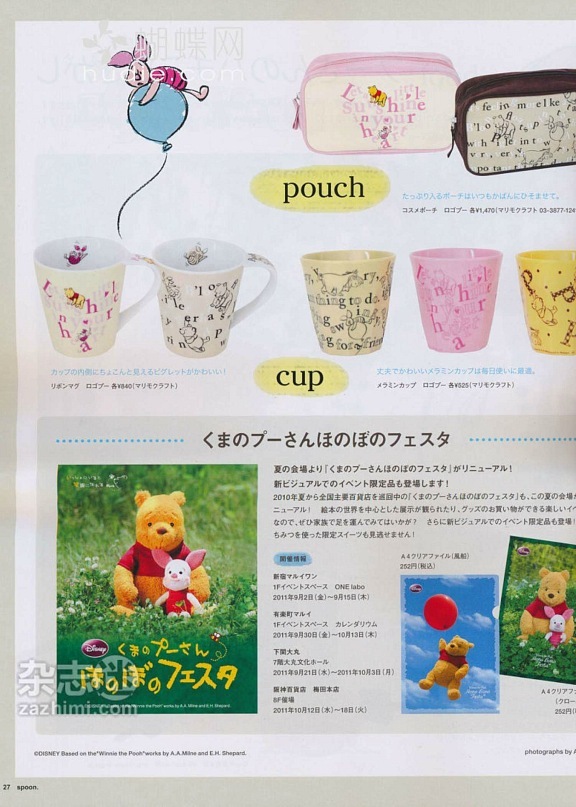 蝴蝶网
hudie.com
Let a little
sunshine
in your
heart
pouch
たっぷり入るポーチはいつもかばんにひそませて。
コスメポーチ ロゴプー 各¥1,470(マリモクラフト 03-3877-124
カップの内側にちょこんと見えるピグレットがかわいい!
リボンマグ ロゴプー 各¥840(マリモクラフト)
cup
丈夫でかわいいメラミンカップは毎日使いに最適。
メラミンカップ ロゴプー 各¥525(マリモクラフト)
くまのプーさんほのぼのフェスタ
夏の会場より「くまのプーさんほのぼのフェスタ」がリニューアル!
新ビジュアルでのイベント限定品も登場します!
2010年夏から全国主要百貨店を巡回中の「くまのプーさんほのぼのフェスタ」も、この夏の会場
ニューアル! 絵本の世界を中心とした展示が観られたり、グッズのお買い物ができる楽しいイベ
なので、ぜひ家族で足を運んでみてはいかが? さらに新ビジュアルでのイベント限定品も登場!
ちみつを使った限定スイーツも見逃せません!
開催情報
新宿マルイワン
1Fイベントスペース ONE labo
2011年9月2日(金)~9月15日(木)
有楽町マルイ
1Fイベントスペース カレンダリウム
2011年9月30日(金)~10月13日(木)
下関大丸
7階大丸文化ホール
2011年9月21日(水)~2011年10月3日(月)
阪神百貨店 梅田本店
8F催場
2011年10月12日(水)~18日(火)
A4クリアファイル(風船)
252円(税込)
A4クリアフ
(クロー
252円(
Disney
くまのプーさん
ほのぼのフェスタ
杂志迷
zazhimi.com
©DISNEY Based on the"Winnie the Pooh"works by A.A.Milne and E.H. Shepard.
photographs by A
27 spoon.